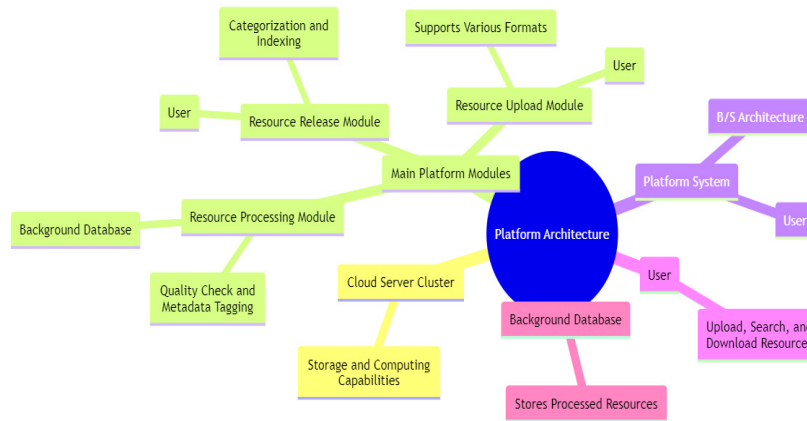 Categorization and
Indexing
Supports Various Formats
User
User
Resource Release Module
Resource Upload Module
B/S Architecture
Main Platform Modules
Platform System
Resource Processing Module
Background Database
User
Platform Architecture
Quality Check and
Metadata Tagging
Cloud Server Cluster
User
Background Database
Upload, Search, and
Download Resource
Storage and Computing
Capabilities
Stores Processed Resources